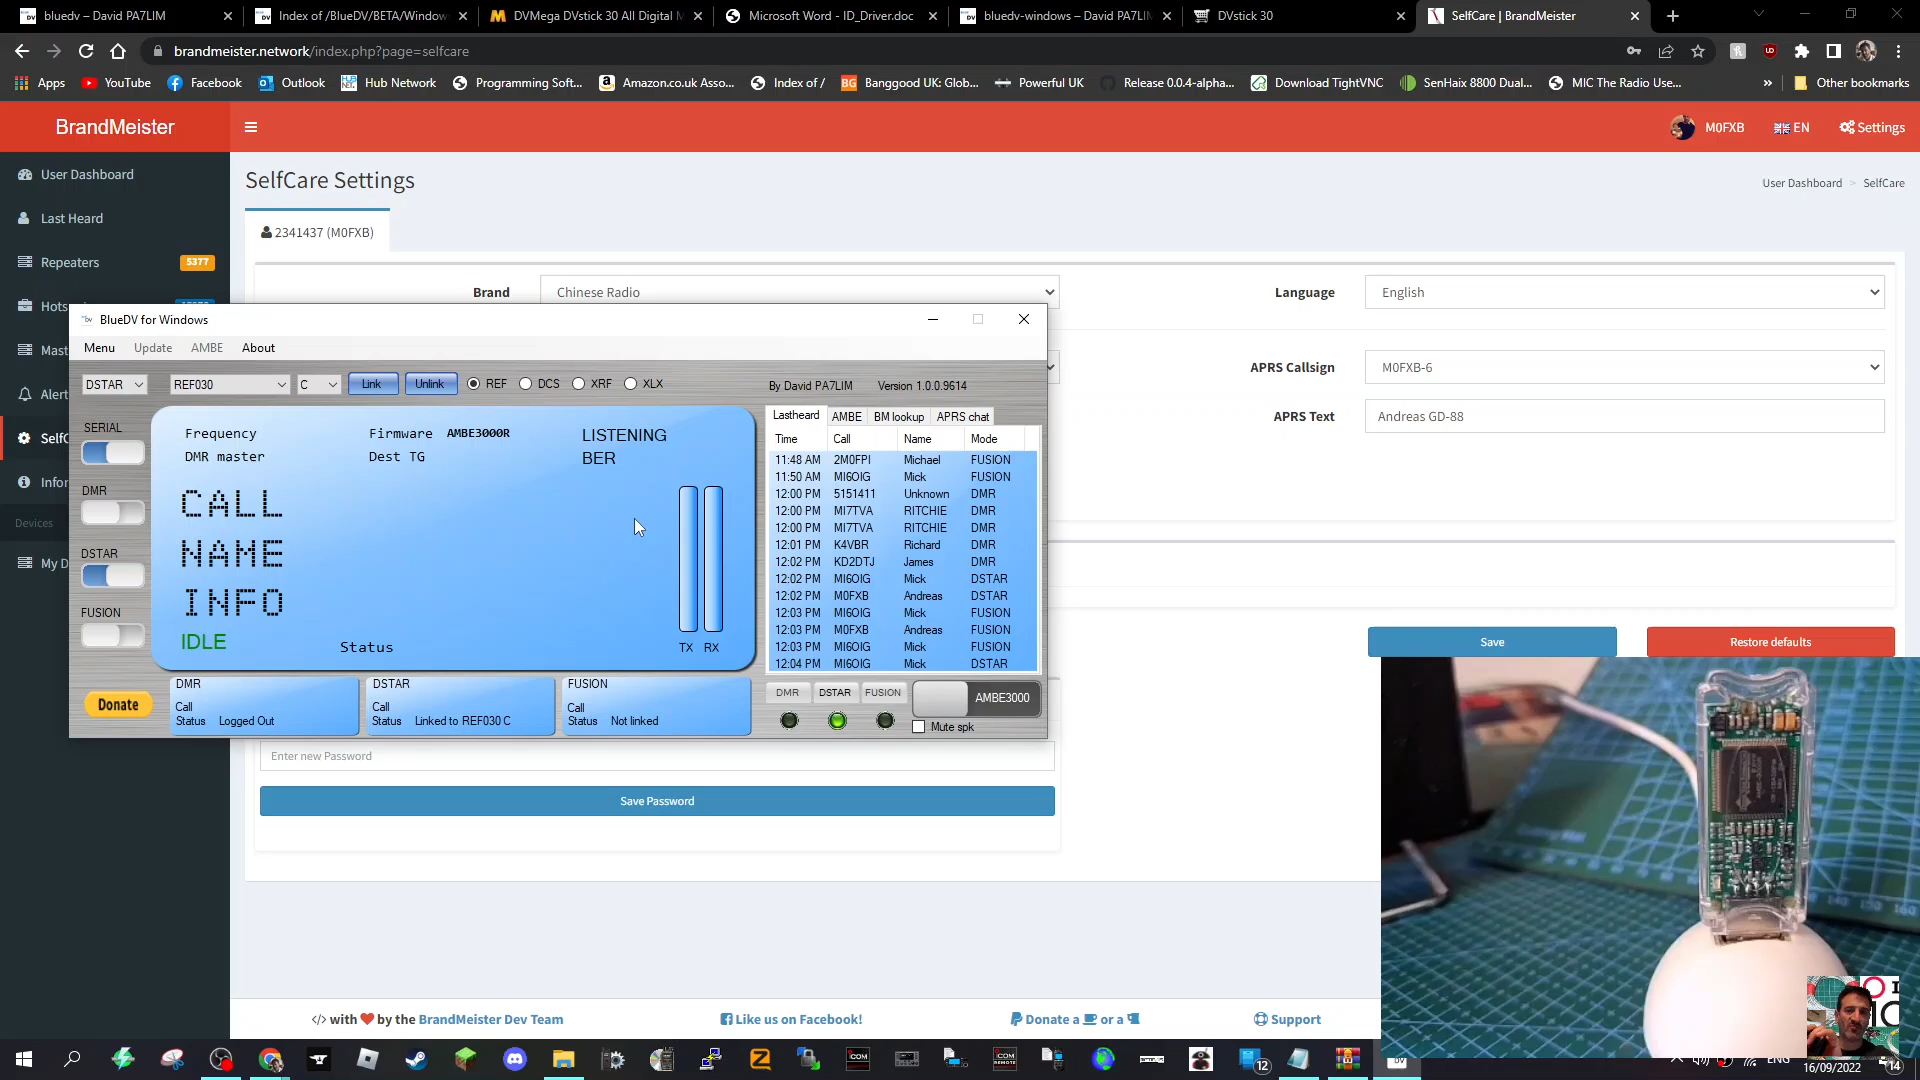 bluedv – David PA7LIM
Index of /BlueDV/BETA/Window
DVMega DVstick 30 All Digital M
Microsoft Word - ID_Driver.doc
bluedv-windows – David PA7LIM
DVstick 30
SelfCare | BrandMeister
brandmeister.network/index.php?page=selfcare
Apps
YouTube
Facebook
Outlook
Hub Network
Programming Soft...
Amazon.co.uk Asso...
Index of /
Banggood UK: Glob...
Powerful UK
Release 0.0.4-alpha...
Download TightVNC
SenHaix 8800 Dual...
MIC The Radio Use...
»
Other bookmarks
BrandMeister
M0FXB
EN
Settings
User Dashboard
Last Heard
Repeaters
5377
Hots
Mast
Alert
SelfC
Infor
Devices
My D
SelfCare Settings
User Dashboard > SelfCare
2341437 (M0FXB)
Brand
Chinese Radio
Language
English
APRS Callsign
M0FXB-6
APRS Text
Andreas GD-88
Save
Restore defaults
BlueDV for Windows
Menu
Update
AMBE
About
DSTAR
REF030
C
Link
Unlink
REF
DCS
XRF
XLX
By David PA7LIM
Version 1.0.0.9614
SERIAL
DMR
DSTAR
FUSION
Donate
Frequency
Firmware AMBE3000R
LISTENING
DMR master
Dest TG
BER
CALL
NAME
INFO
IDLE
Status
TX RX
Lastheard
AMBE
BM lookup
APRS chat
Time Call Name Mode
11:48 AM 2M0FPI Michael FUSION
11:50 AM MI6OIG Mick FUSION
12:00 PM 5151411 Unknown DMR
12:00 PM MI7TVA RITCHIE DMR
12:00 PM MI7TVA RITCHIE DMR
12:01 PM K4VBR Richard DMR
12:02 PM KD2DTJ James DMR
12:02 PM MI6OIG Mick DSTAR
12:02 PM M0FXB Andreas DSTAR
12:03 PM MI6OIG Mick FUSION
12:03 PM M0FXB Andreas FUSION
12:03 PM MI6OIG Mick FUSION
12:04 PM MI6OIG Mick DSTAR
DMR
Call
Status Logged Out
DSTAR
Call
Status Linked to REF030 C
FUSION
Call
Status Not linked
DMR
DSTAR
FUSION
AMBE3000
Mute spk
Enter new Password
Save Password
</> with by the BrandMeister Dev Team
Like us on Facebook!
Donate a or a
Support
12
ENG
16/09/2022
14